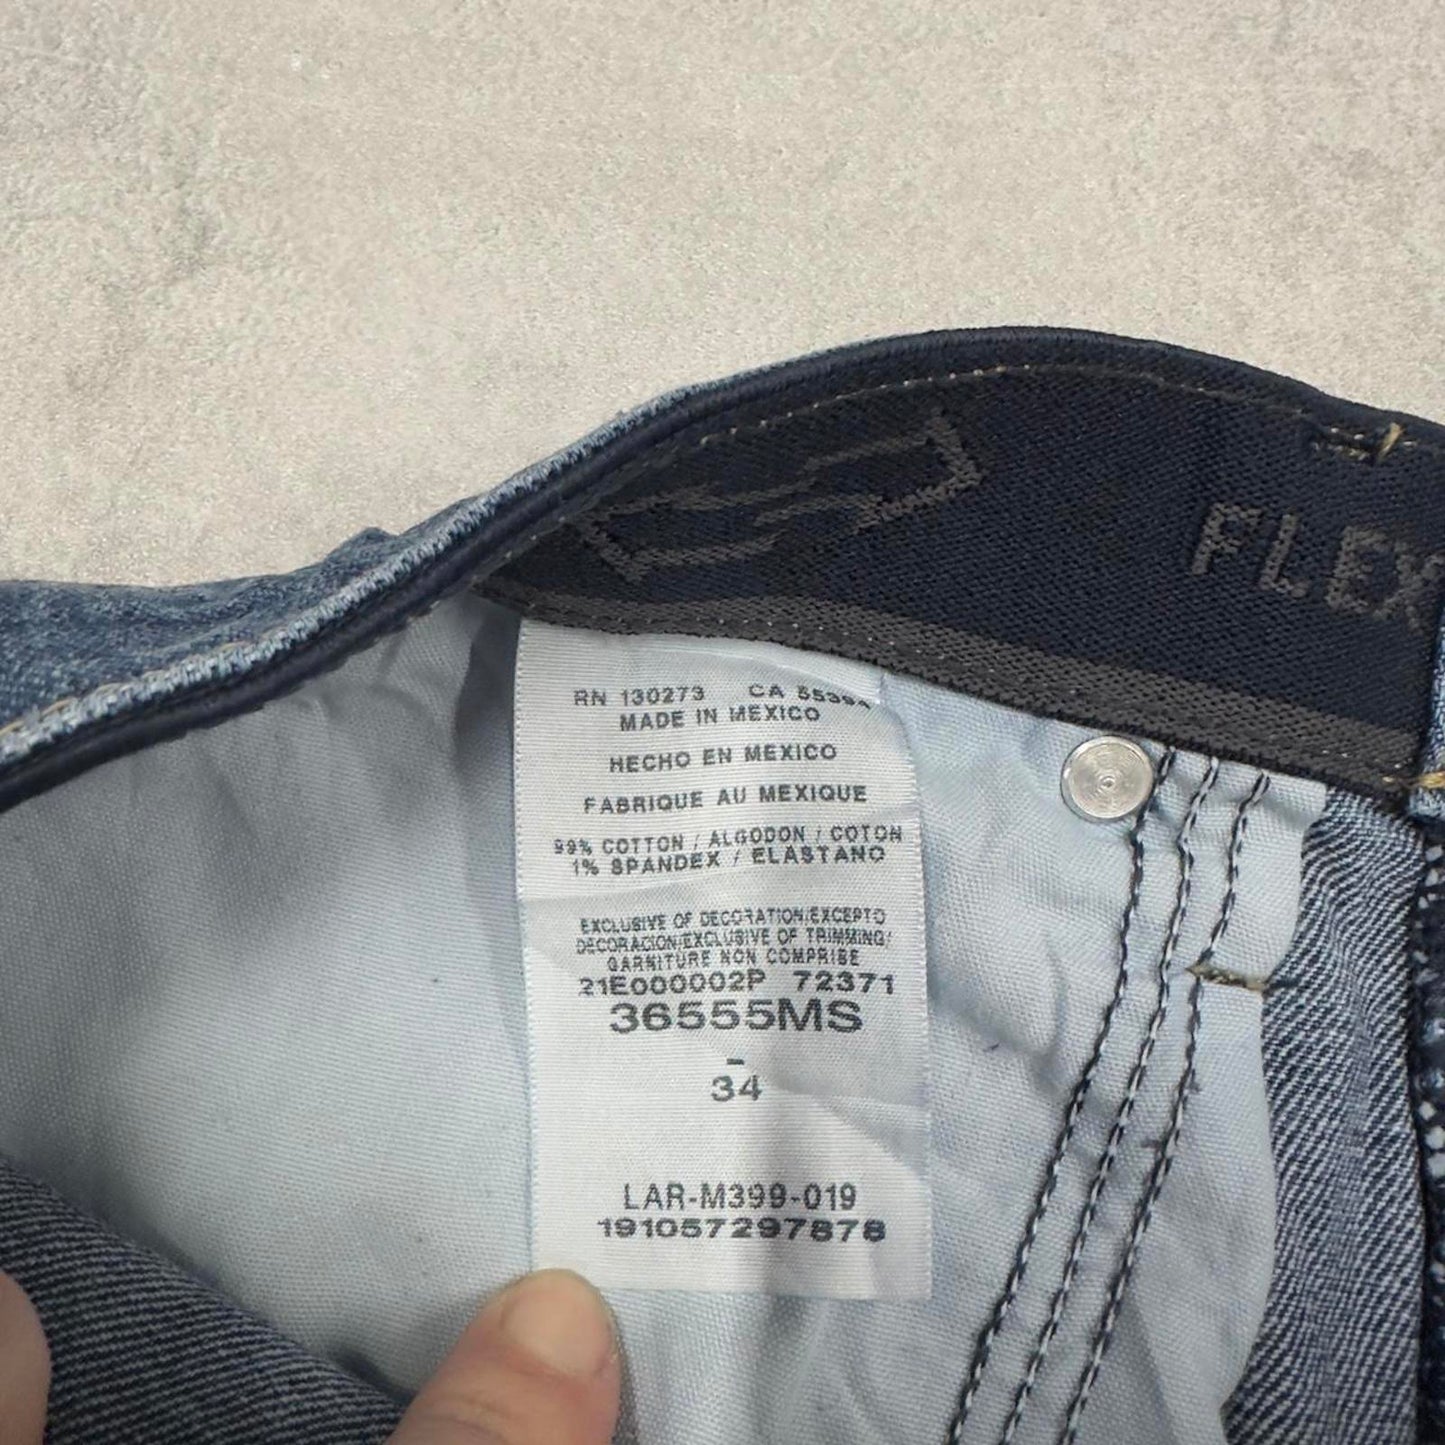 FLEX
RN 130273 CA 55394
MADE IN MEXICO
HECHO EN MEXICO
FABRIQUE AU MEXIQUE
99% COTTON / ALGODON / COTON
1% SPANDEX / ELASTANO
EXCLUSIVE OF DECORATION/EXCEPTO
DECORACION/EXCLUSIVE OF TRIMMING/
GARNITURE NON COMPRISE
21E000002P 72371
36555MS
-
34
LAR-M399-019
191057297878